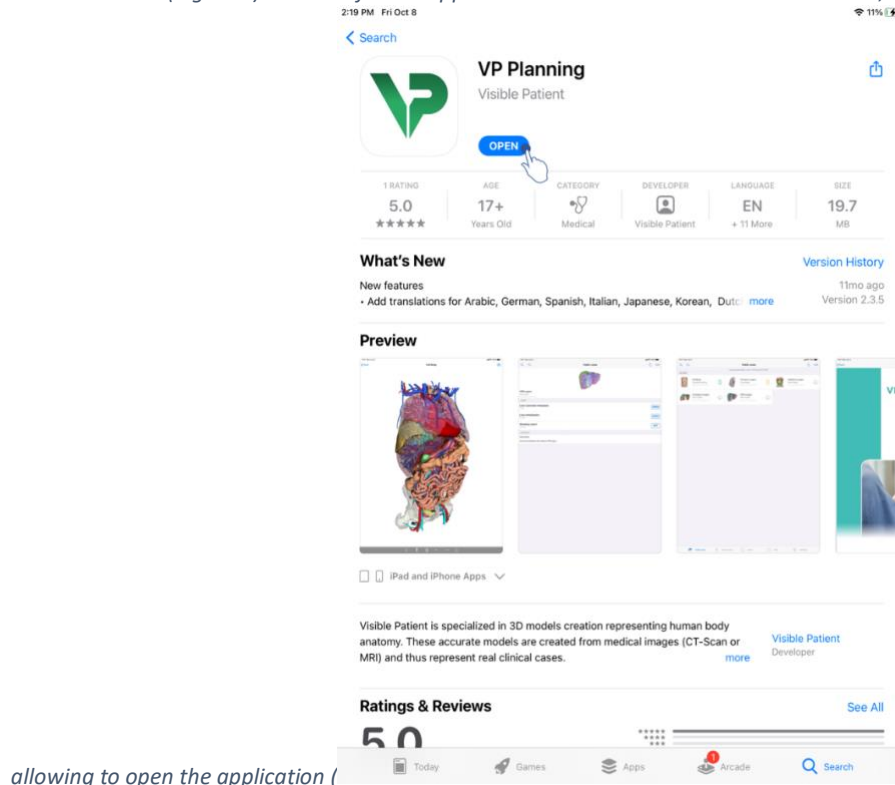 2:19 PM Fri Oct 8
11%
Search
VP
VP Planning
Visible Patient
OPEN
1 RATING
5.0
★★★★★
AGE
17+
Years Old
CATEGORY
Medical
DEVELOPER
Visible Patient
LANGUAGE
EN
+ 11 More
SIZE
19.7
MB
What's New
Version History
New features
11mo ago
• Add translations for Arabic, German, Spanish, Italian, Japanese, Korean, Dutch more
Version 2.3.5
Preview
iPad and iPhone Apps
Visible Patient is specialized in 3D models creation representing human body
anatomy. These accurate models are created from medical images (CT-Scan or
MRI) and thus represent real clinical cases. more
Visible Patient
Developer
Ratings & Reviews
See All
5.0
Today
Games
Apps
1
Arcade
Search
allowing to open the application (